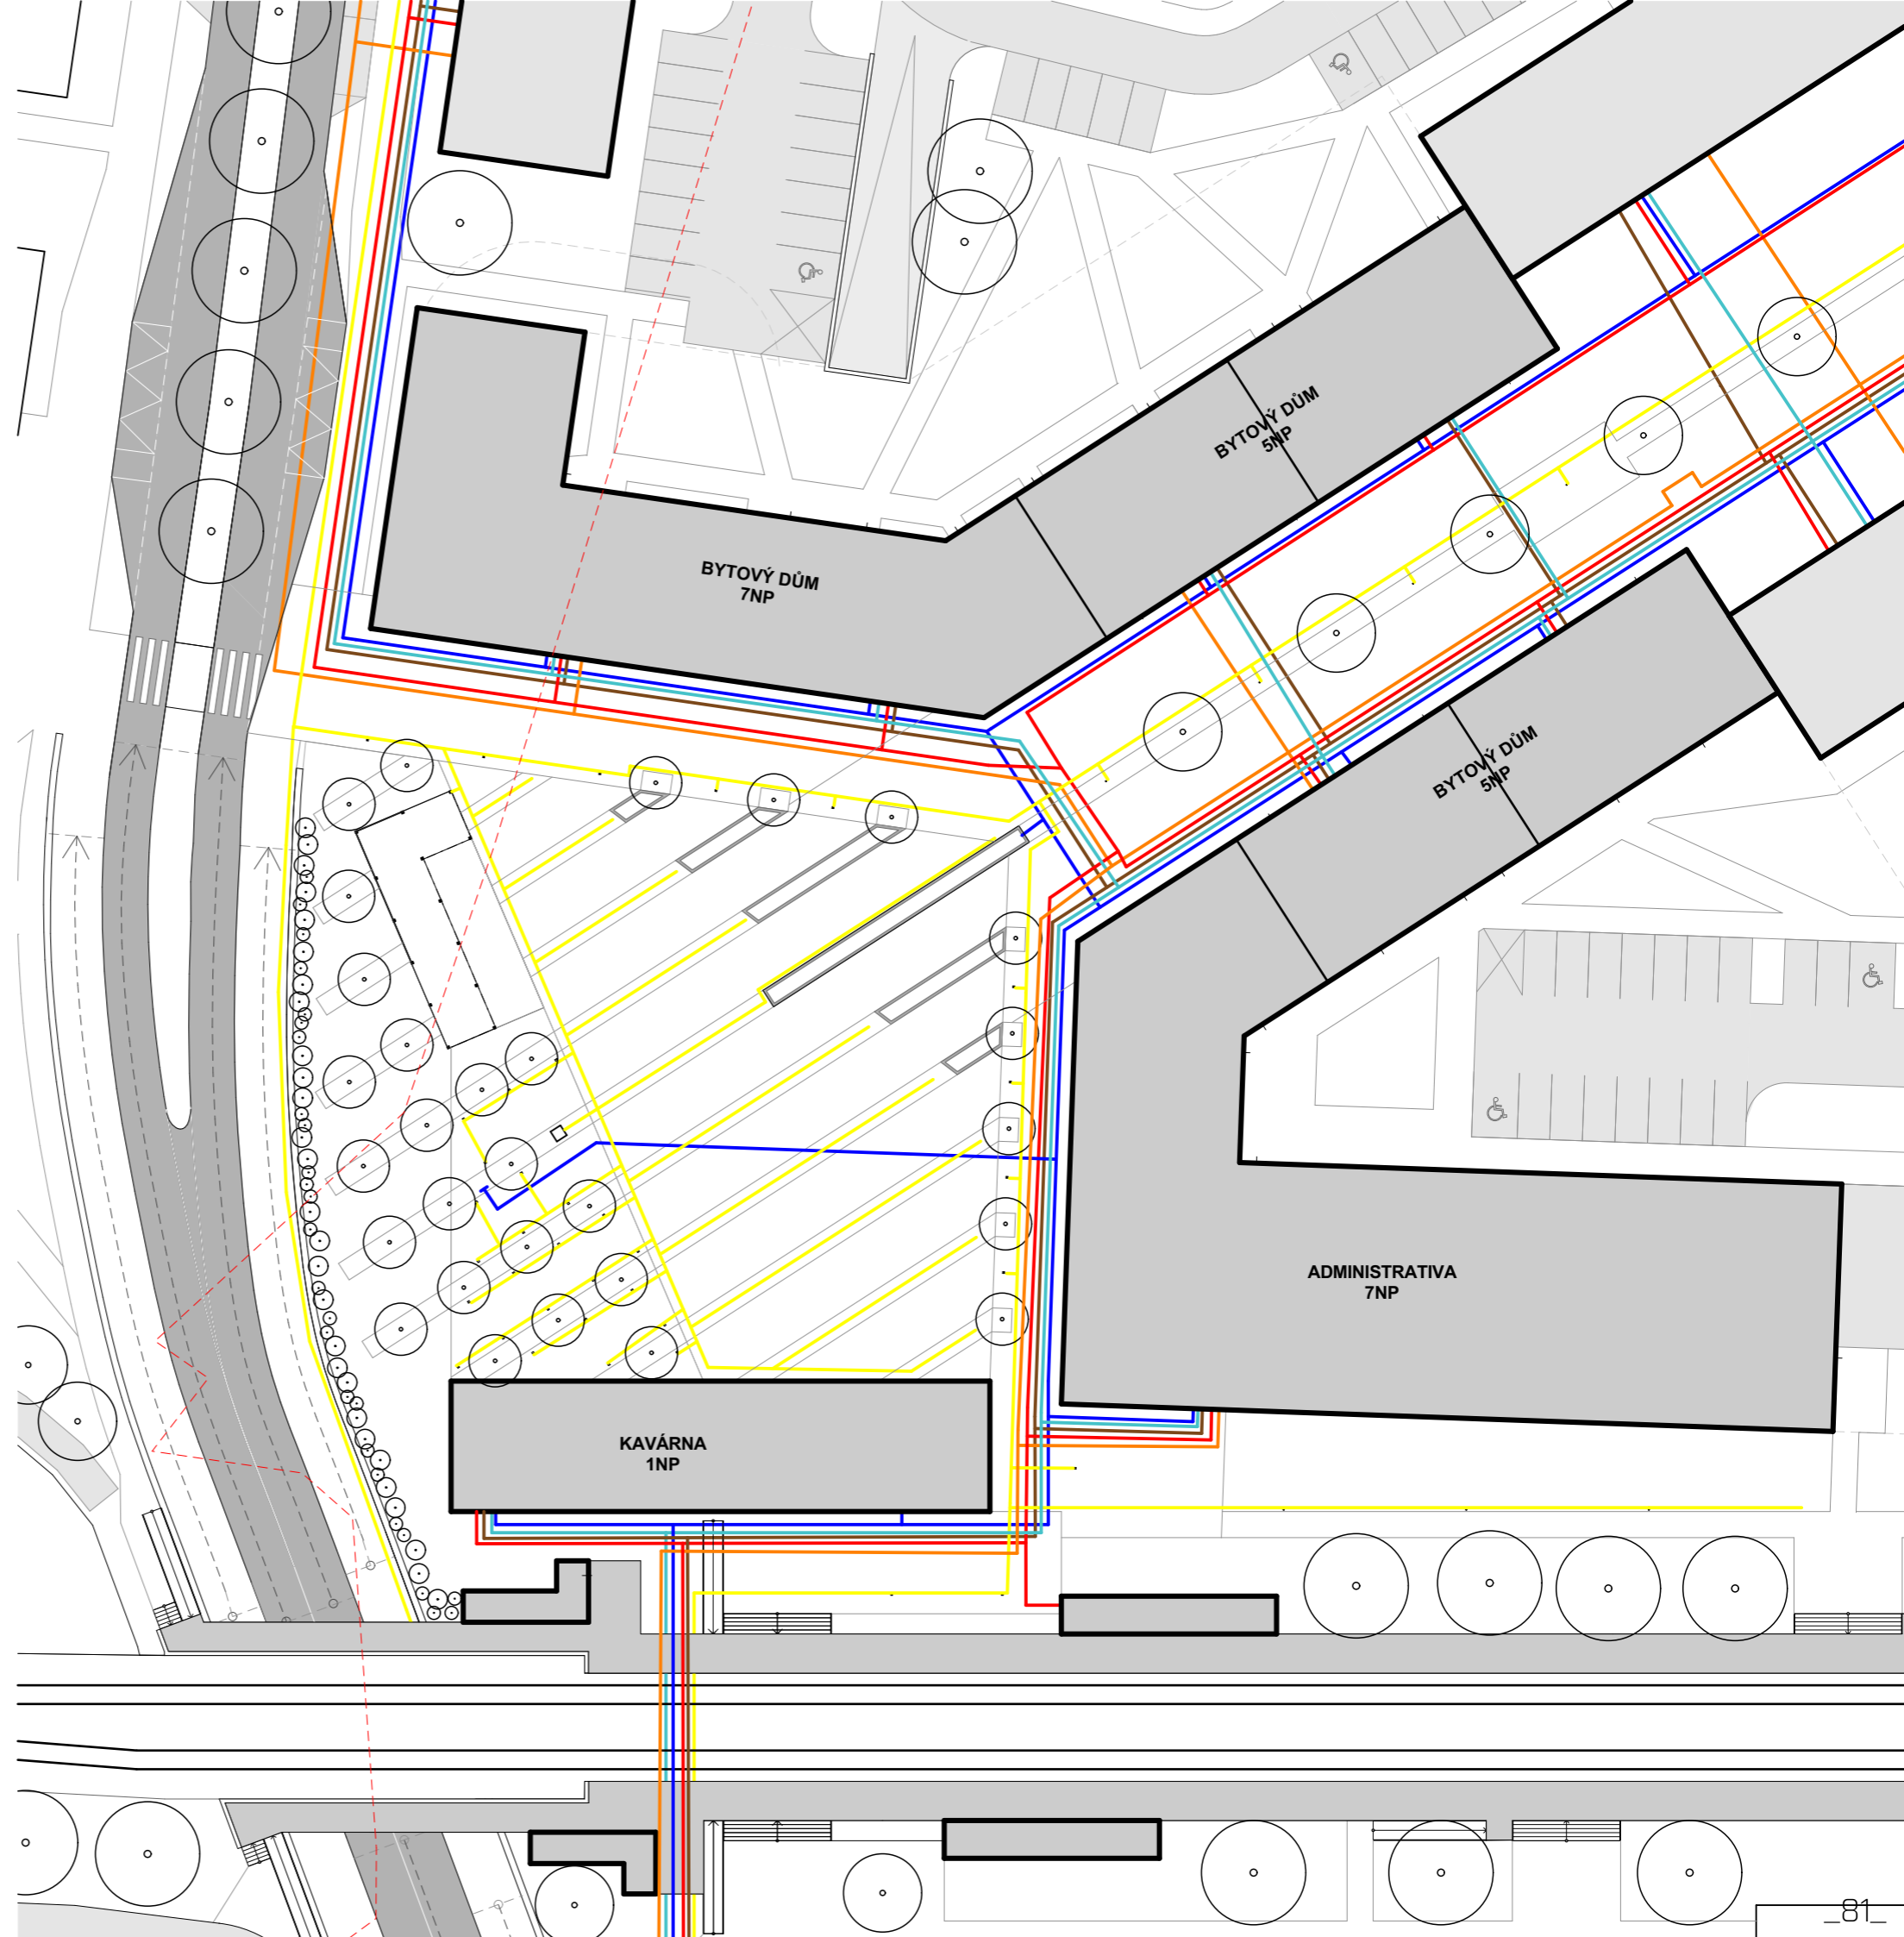 BYTOVÝ DŮM
5NP
BYTOVÝ DŮM
7NP
BYTOVÝ DŮM
5NP
ADMINISTRATIVA
7NP
KAVÁRNA
1NP
_81_